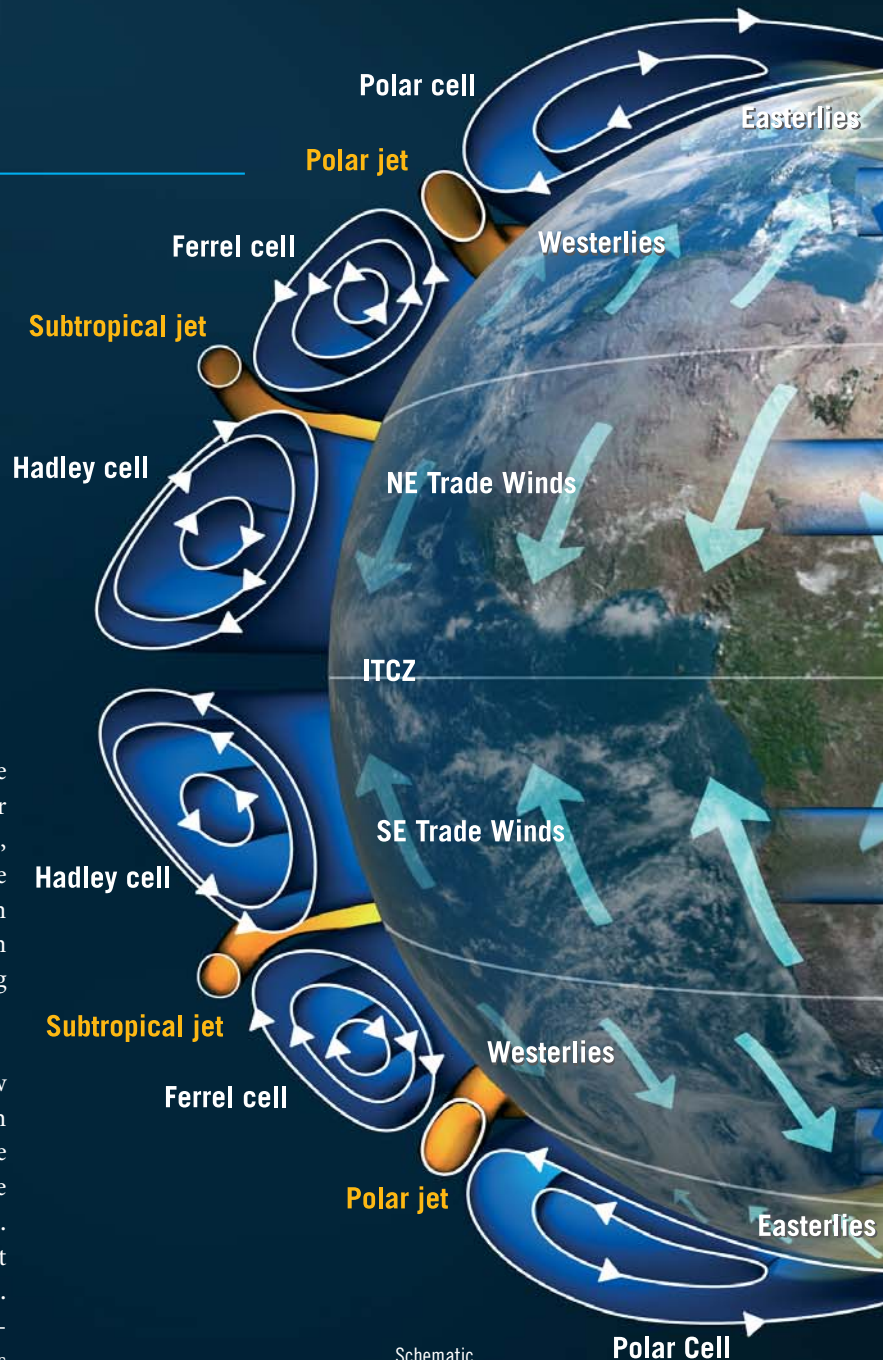 Polar cell
Easterlies
Polar jet
Ferrel cell
Westerlies
Subtropical jet
Hadley cell
NE Trade Winds
ITCZ
SE Trade Winds
Hadley cell
Subtropical jet
Westerlies
Ferrel cell
Polar jet
Easterlies
Polar Cell
Schematic
e
r
,
e
n
n
g
w
n
e
e
.
t
.
-